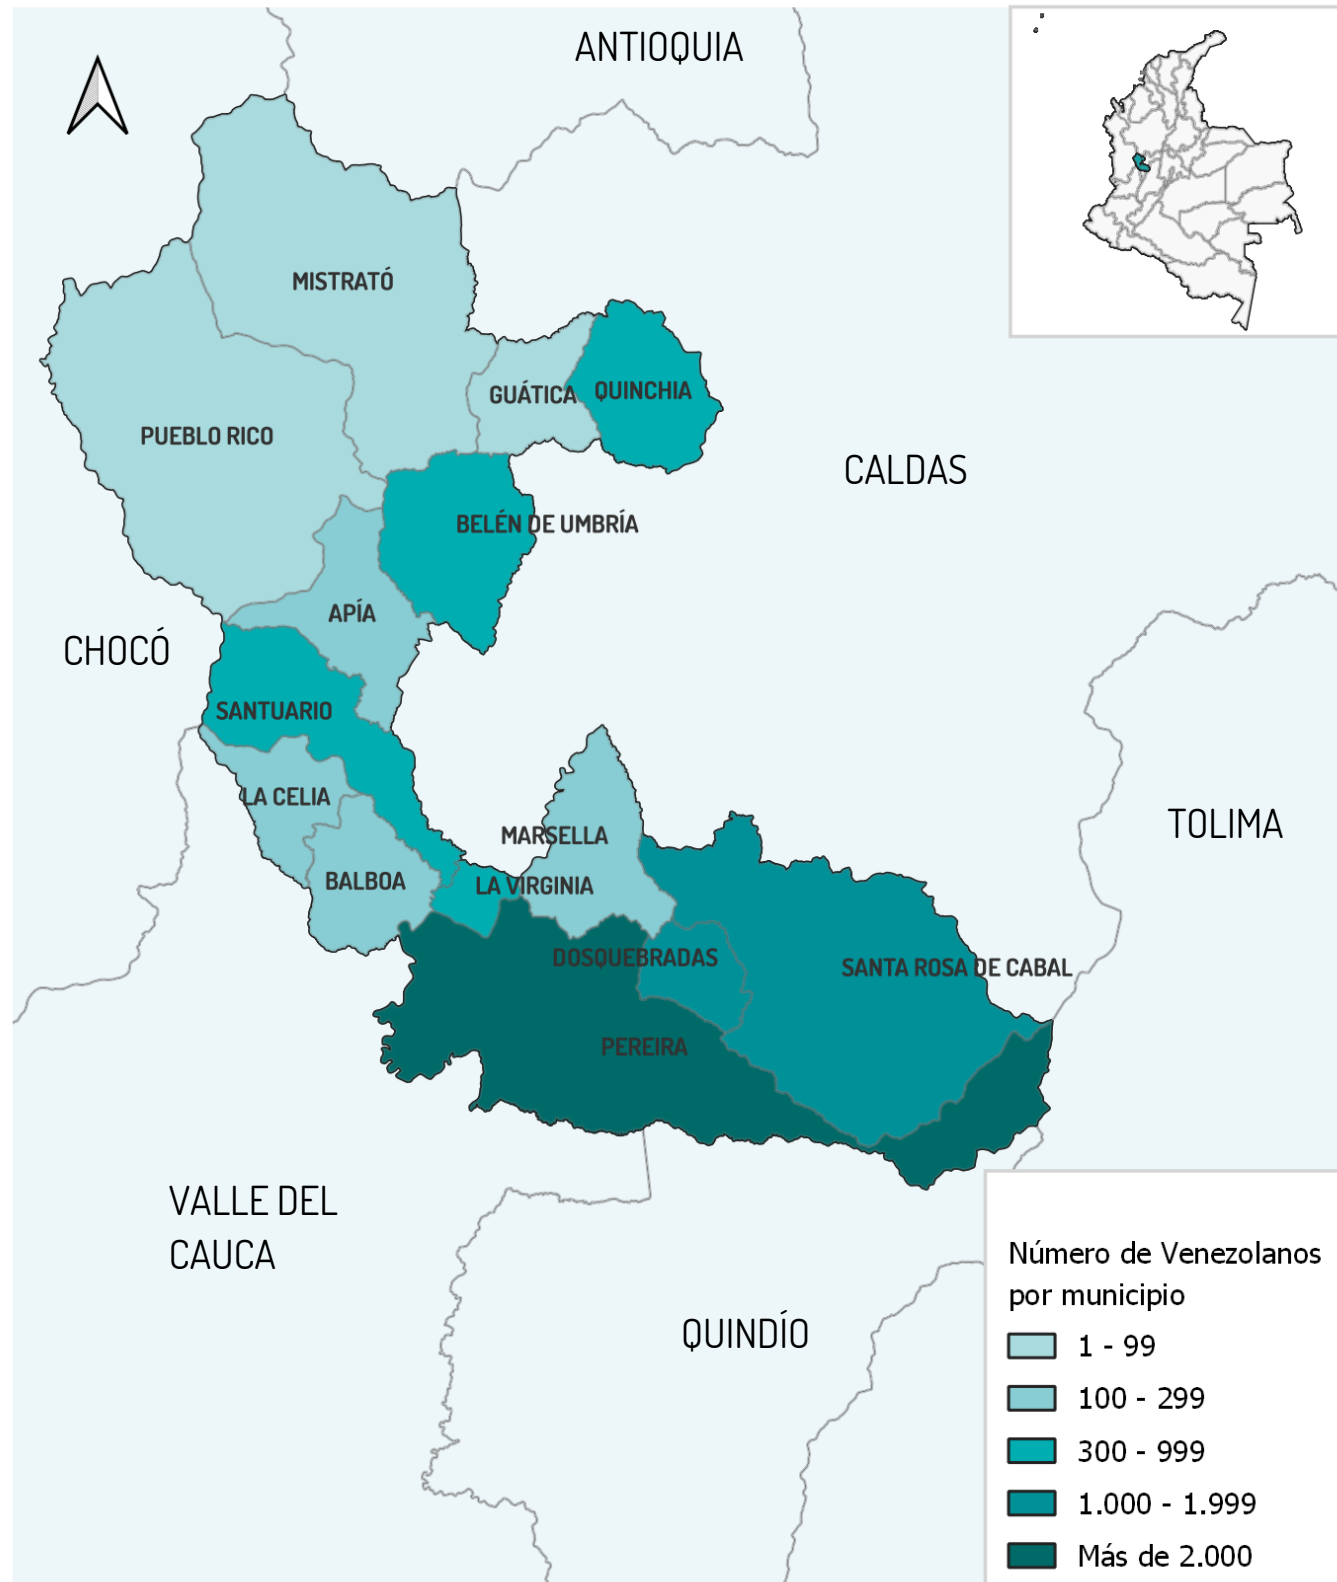 ANTIOQUIA
MISTRATÓ
GUÁTICA
QUINCHIA
PUEBLO RICO
CALDAS
BELÉN DE UMBRÍA
APÍA
CHOCÓ
SANTUARIO
LA CELIA
TOLIMA
MARSELLA
BALBOA
LA VIRGINIA
DOSQUEBRADAS
SANTA ROSA DE CABAL
PEREIRA
VALLE DEL
CAUCA
QUINDÍO
Número de Venezolanos
por municipio
1 - 99
100 - 299
300 - 999
1.000 - 1.999
Más de 2.000